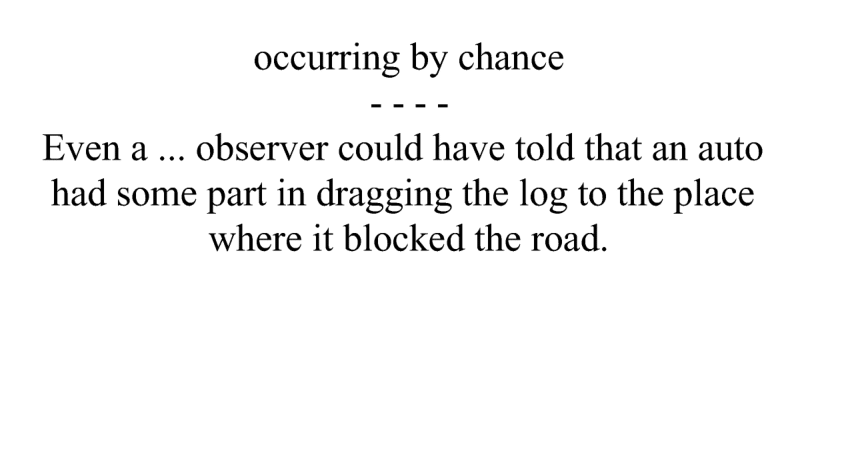 occurring by chance
- - - -
Even a ... observer could have told that an auto
had some part in dragging the log to the place
where it blocked the road.